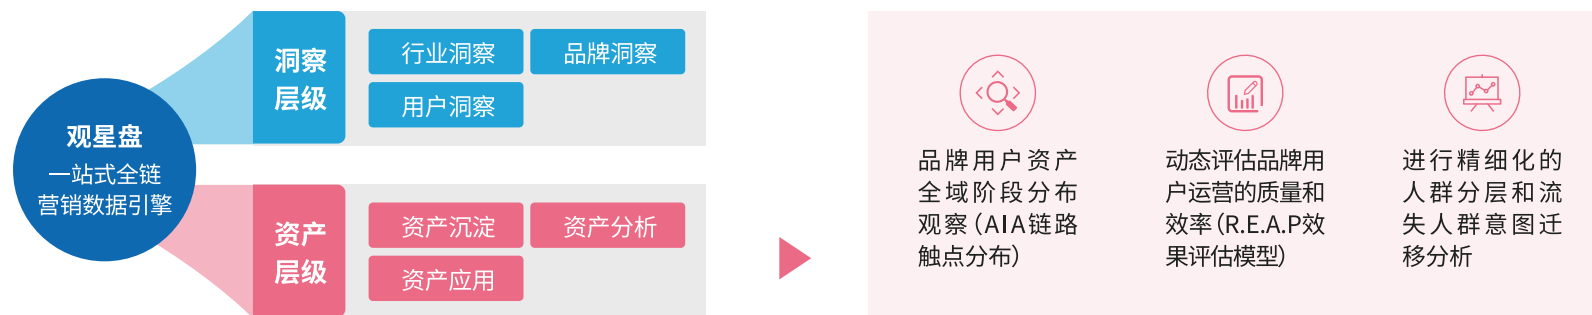 观星盘
一站式全链
营销数据引擎
洞察
层级
行业洞察
品牌洞察
用户洞察
资产
层级
资产沉淀
资产分析
资产应用
品牌用户资产
全域阶段分布
观察（AIA链路
触点分布）
动态评估品牌用
户运营的质量和
效率（R.E.A.P效
果评估模型）
进行精细化的
人群分层和流
失人群意图迁
移分析